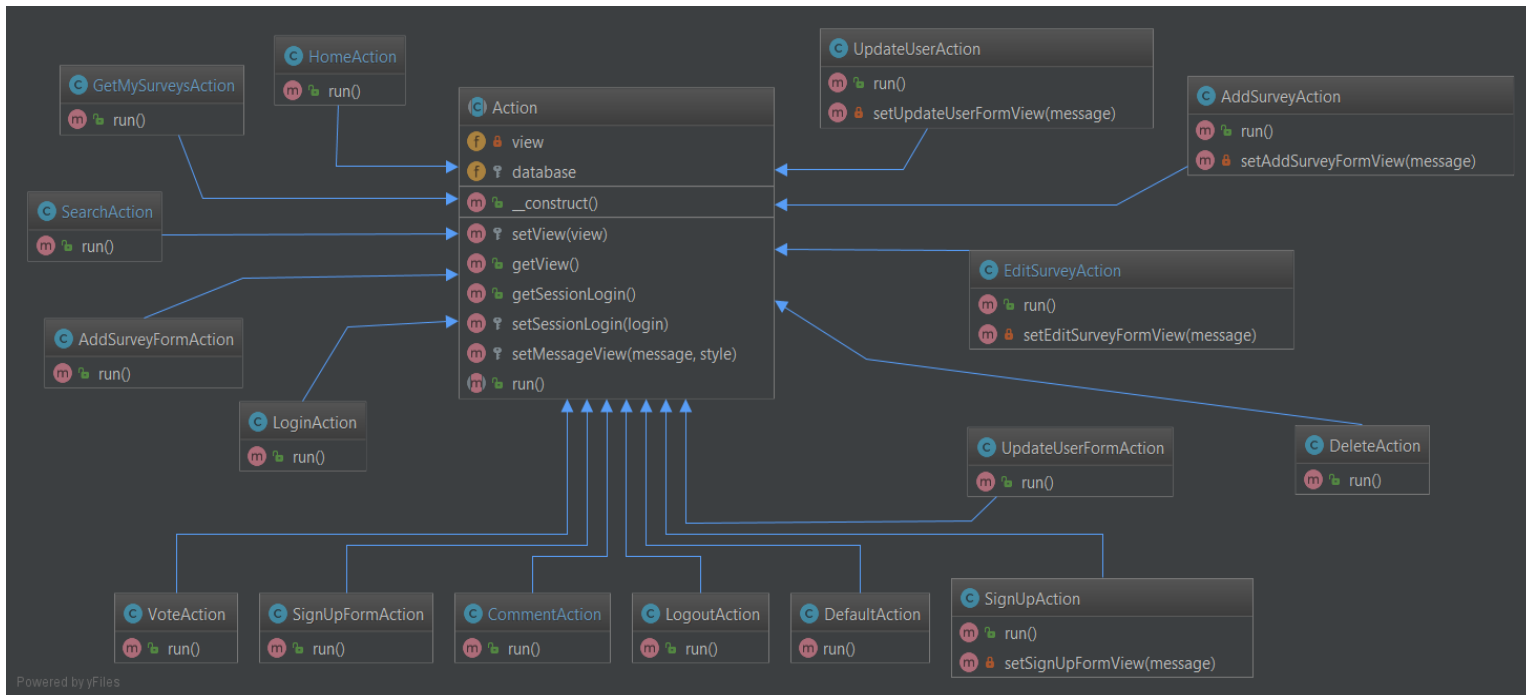 HomeAction
run()
GetMySurveysAction
run()
SearchAction
run()
AddSurveyFormAction
run()
LoginAction
run()
Action
view
database
__construct()
setView(view)
getView()
getSessionLogin()
setSessionLogin(login)
setMessageView(message, style)
run()
UpdateUserAction
run()
setUpdateUserFormView(message)
AddSurveyAction
run()
setAddSurveyFormView(message)
EditSurveyAction
run()
setEditSurveyFormView(message)
UpdateUserFormAction
run()
DeleteAction
run()
VoteAction
run()
SignUpFormAction
run()
CommentAction
run()
LogoutAction
run()
DefaultAction
run()
SignUpAction
run()
setSignUpFormView(message)
Powered by yFiles